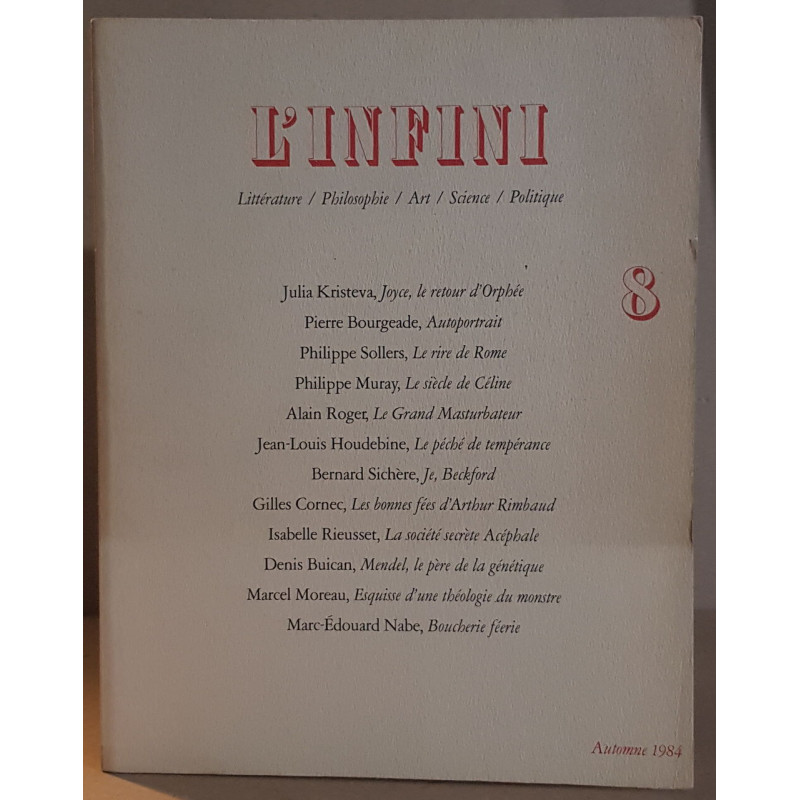 L'INFINI
Littérature / Philosophie / Art / Science / Politique
8
Julia Kristeva, Joyce, le retour d'Orphée
Pierre Bourgeade, Autoportrait
Philippe Sollers, Le rire de Rome
Philippe Muray, Le siècle de Céline
Alain Roger, Le Grand Masturbateur
Jean-Louis Houdebine, Le péché de tempérance
Bernard Sichère, Je, Beckford
Gilles Cornec, Les bonnes fées d'Arthur Rimbaud
Isabelle Rieusset, La société secrète Acéphale
Denis Buican, Mendel, le père de la génétique
Marcel Moreau, Esquisse d'une théologie du monstre
Marc-Édouard Nabe, Boucherie féerie
Automne 1984